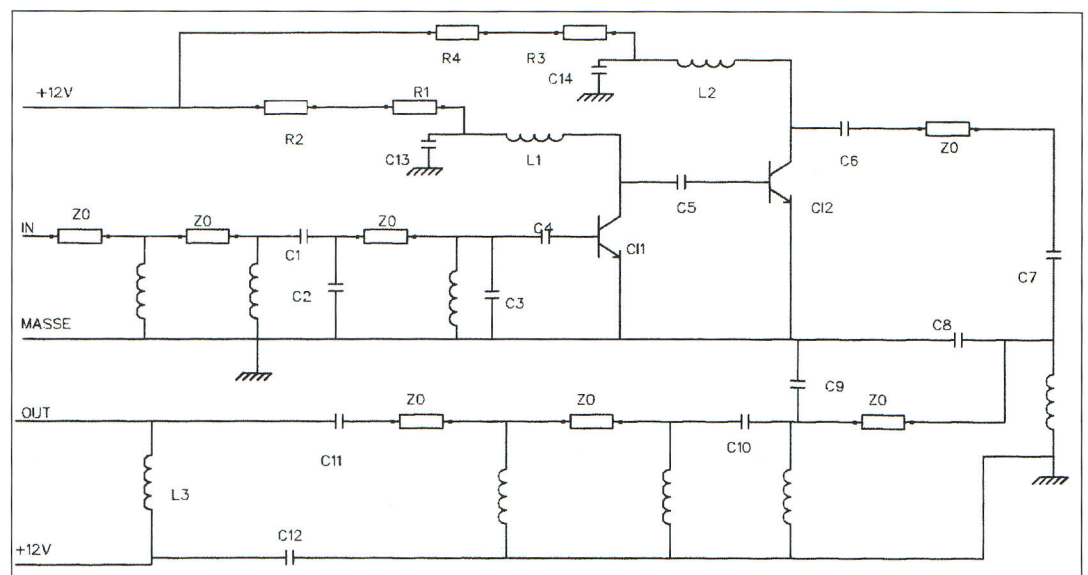 R4
R3
C14
L2
+12V
R2
R1
C13
L1
C6
Z0
C5
CI2
IN
Z0
Z0
C1
Z0
C4
CI1
C2
C3
C7
MASSE
C8
C9
OUT
Z0
Z0
C10
Z0
C11
L3
C12
+12V